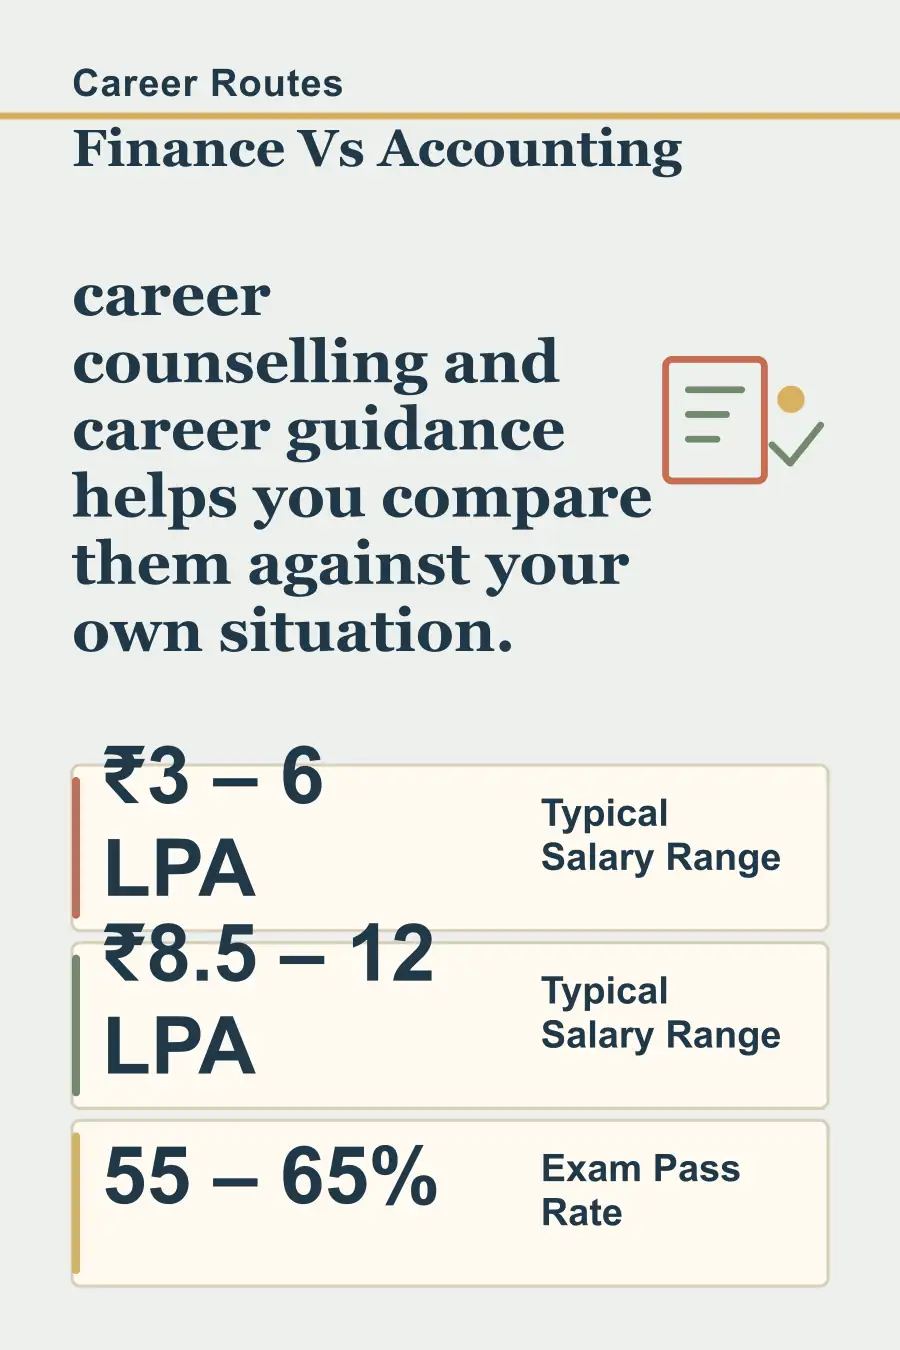 Career Routes
Finance Vs Accounting
career
counselling and
career guidance
helps you compare
them against your
own situation.
₹3 – 6
LPA
Typical
Salary Range
₹8.5 – 12
LPA
Typical
Salary Range
55 – 65%
Exam Pass
Rate